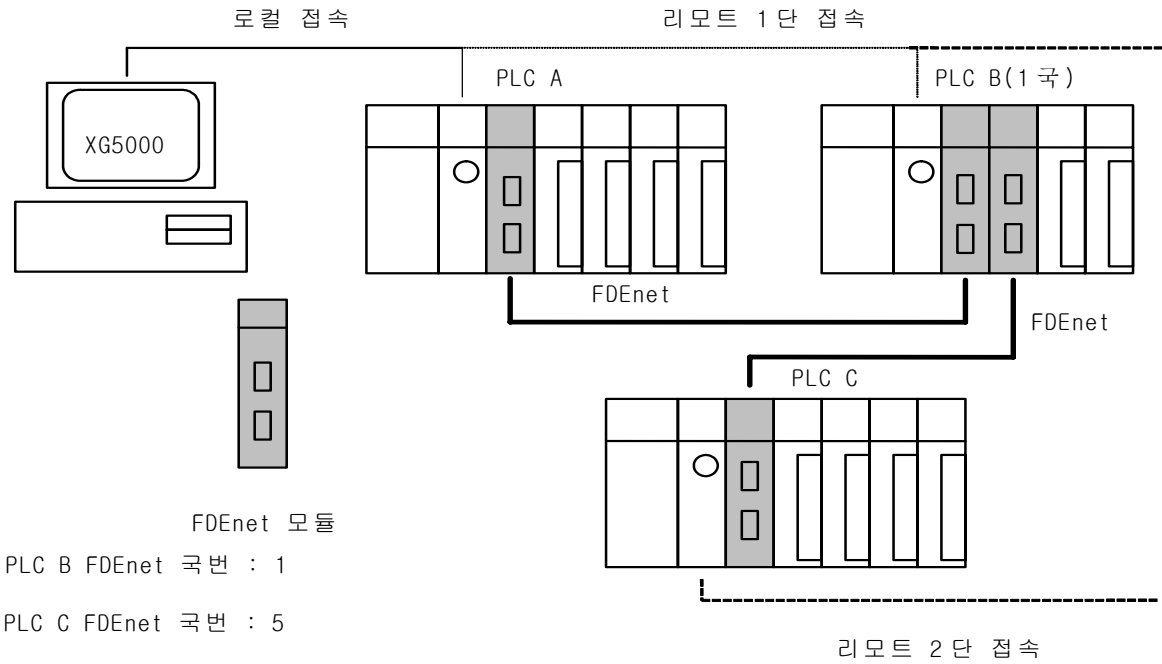 로컬 접속
리모트 1단 접속
PLC A
PLC B(1국)
XG5000
FDEnet
FDEnet
PLC C
FDEnet 모듈
PLC B FDEnet 국번 : 1
PLC C FDEnet 국번 : 5
리모트 2단 접속